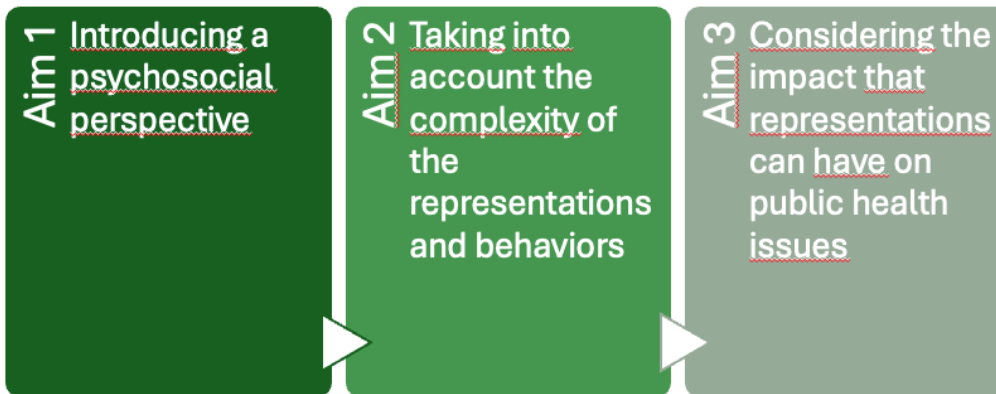 Aim 1
Introducing a
psychosocial
perspective
Aim 2
Taking into
account the
complexity of
the
representations
and behaviors
Aim 3
Considering the
impact that
representations
can have on
public health
issues